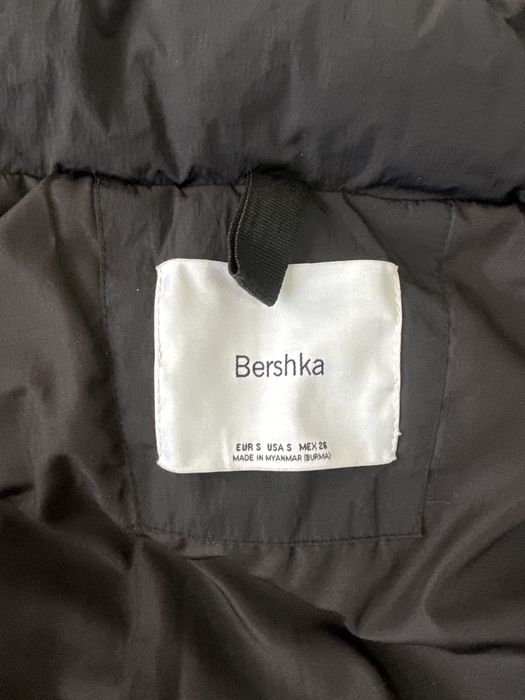 Bershka
EUR S USA S MEX 26
MADE IN MYANMAR (BURMA)